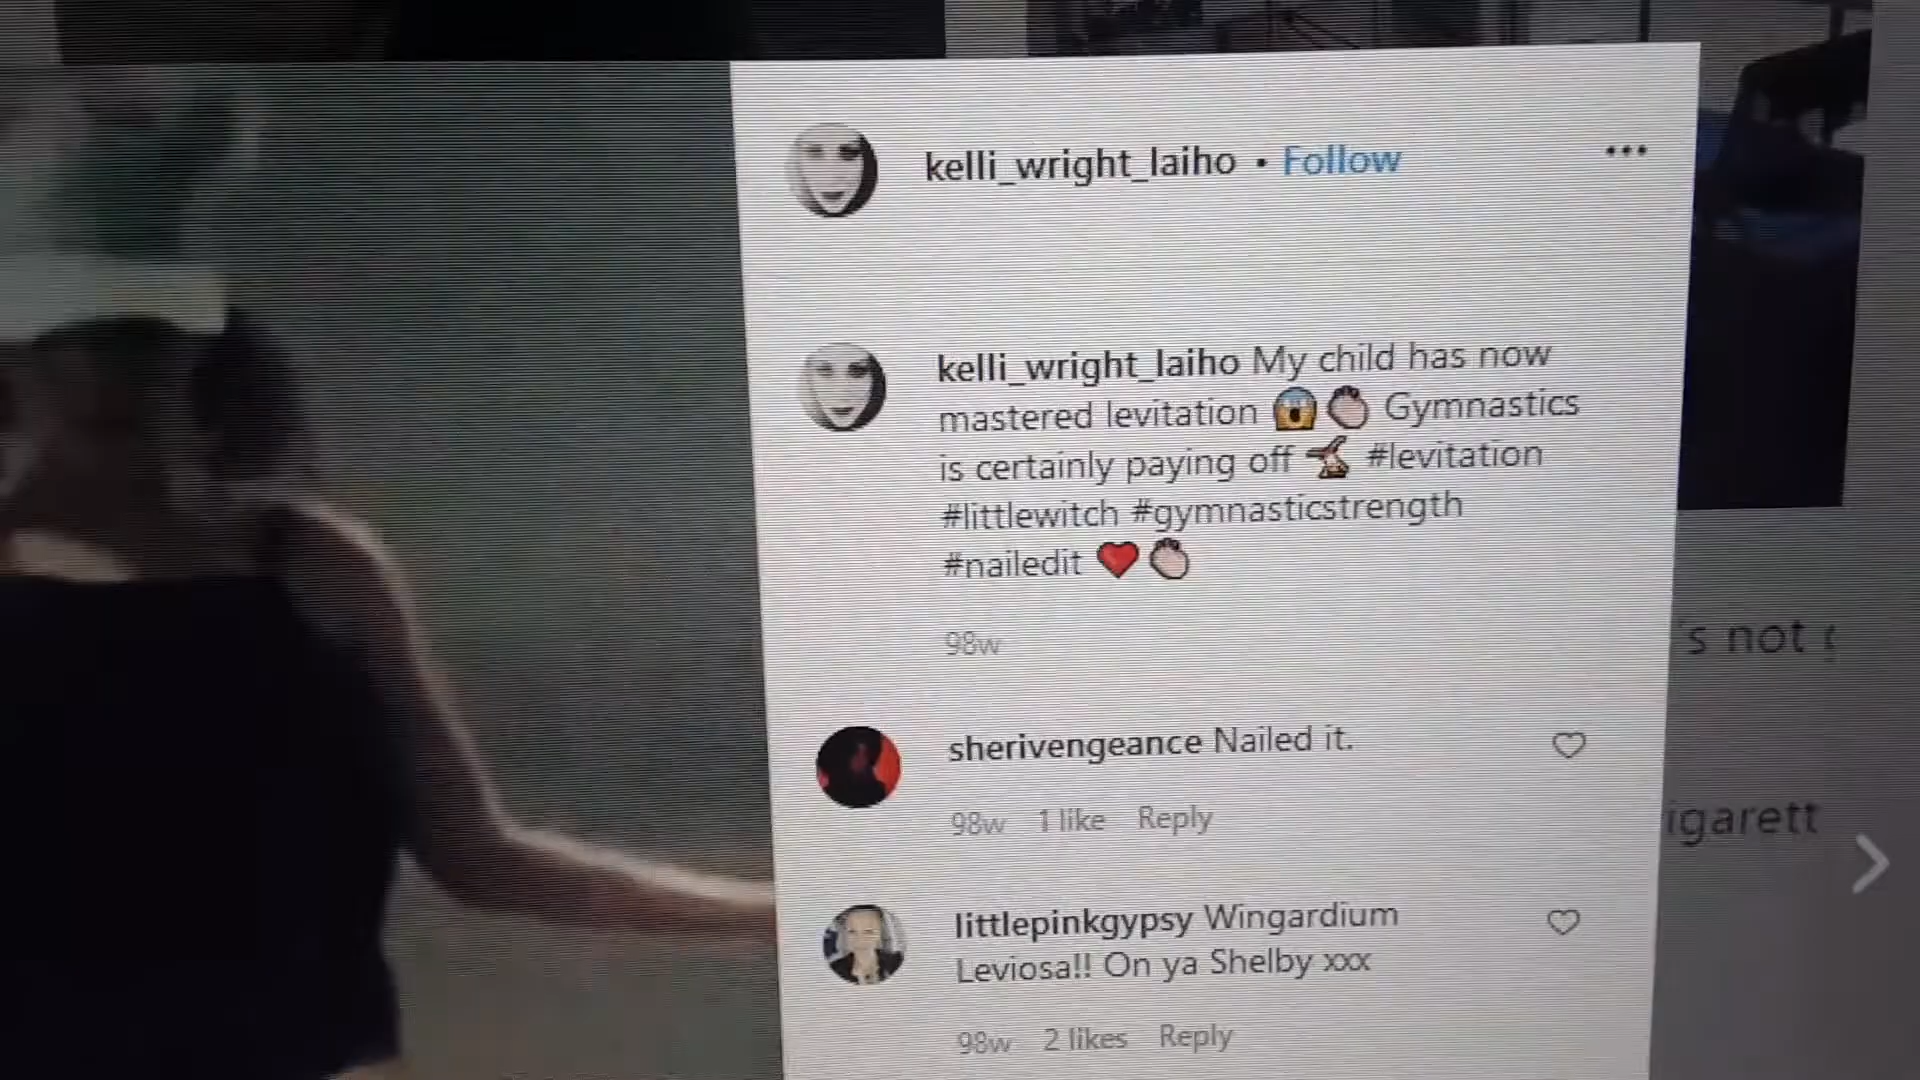 kelli_wright_laiho • Follow
kelli_wright_laiho My child has now
mastered levitation 😱👏🏻 Gymnastics
is certainly paying off 🤸 #levitation
#littlewitch #gymnasticstrength
#nailedit ❤️👏🏻
98w
sherivengeance Nailed it.
98w 1 like Reply
littlepinkgypsy Wingardium
Leviosa!! On ya Shelby xxx
98w 2 likes Reply
's not
igarett